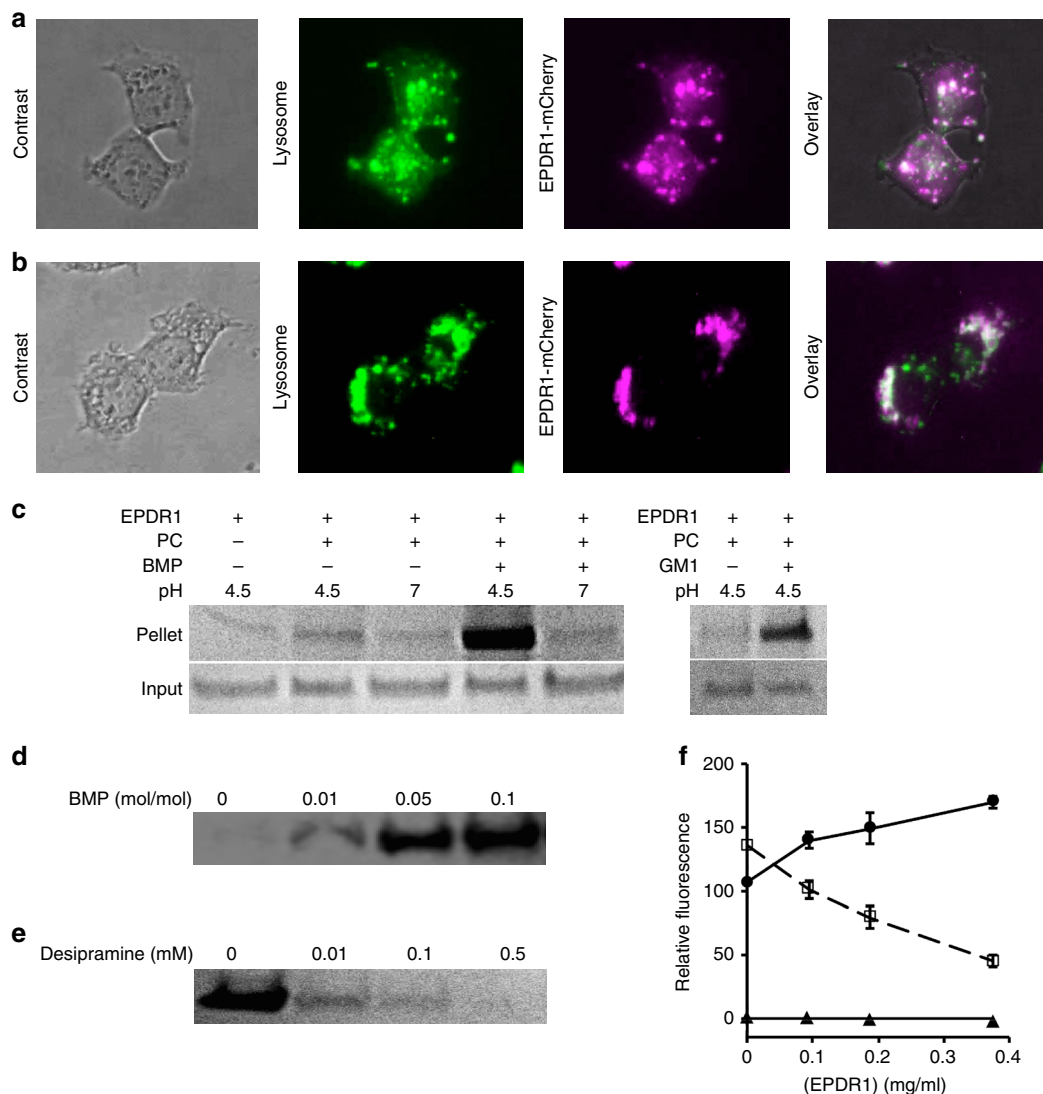 a
Contrast
Lysosome
EPDR1-mCherry
Overlay
b
Contrast
Lysosome
EPDR1-mCherry
Overlay
c
EPDR1 + + + + +
PC – + + + +
BMP – – – + +
pH 4.5 4.5 7 4.5 7
Pellet
Input
EPDR1 + +
PC + +
GM1 – +
pH 4.5 4.5
d
BMP (mol/mol) 0 0.01 0.05 0.1
e
Desipramine (mM) 0 0.01 0.1 0.5
f
Relative fluorescence
200
150
100
50
0
0 0.1 0.2 0.3 0.4
(EPDR1) (mg/ml)